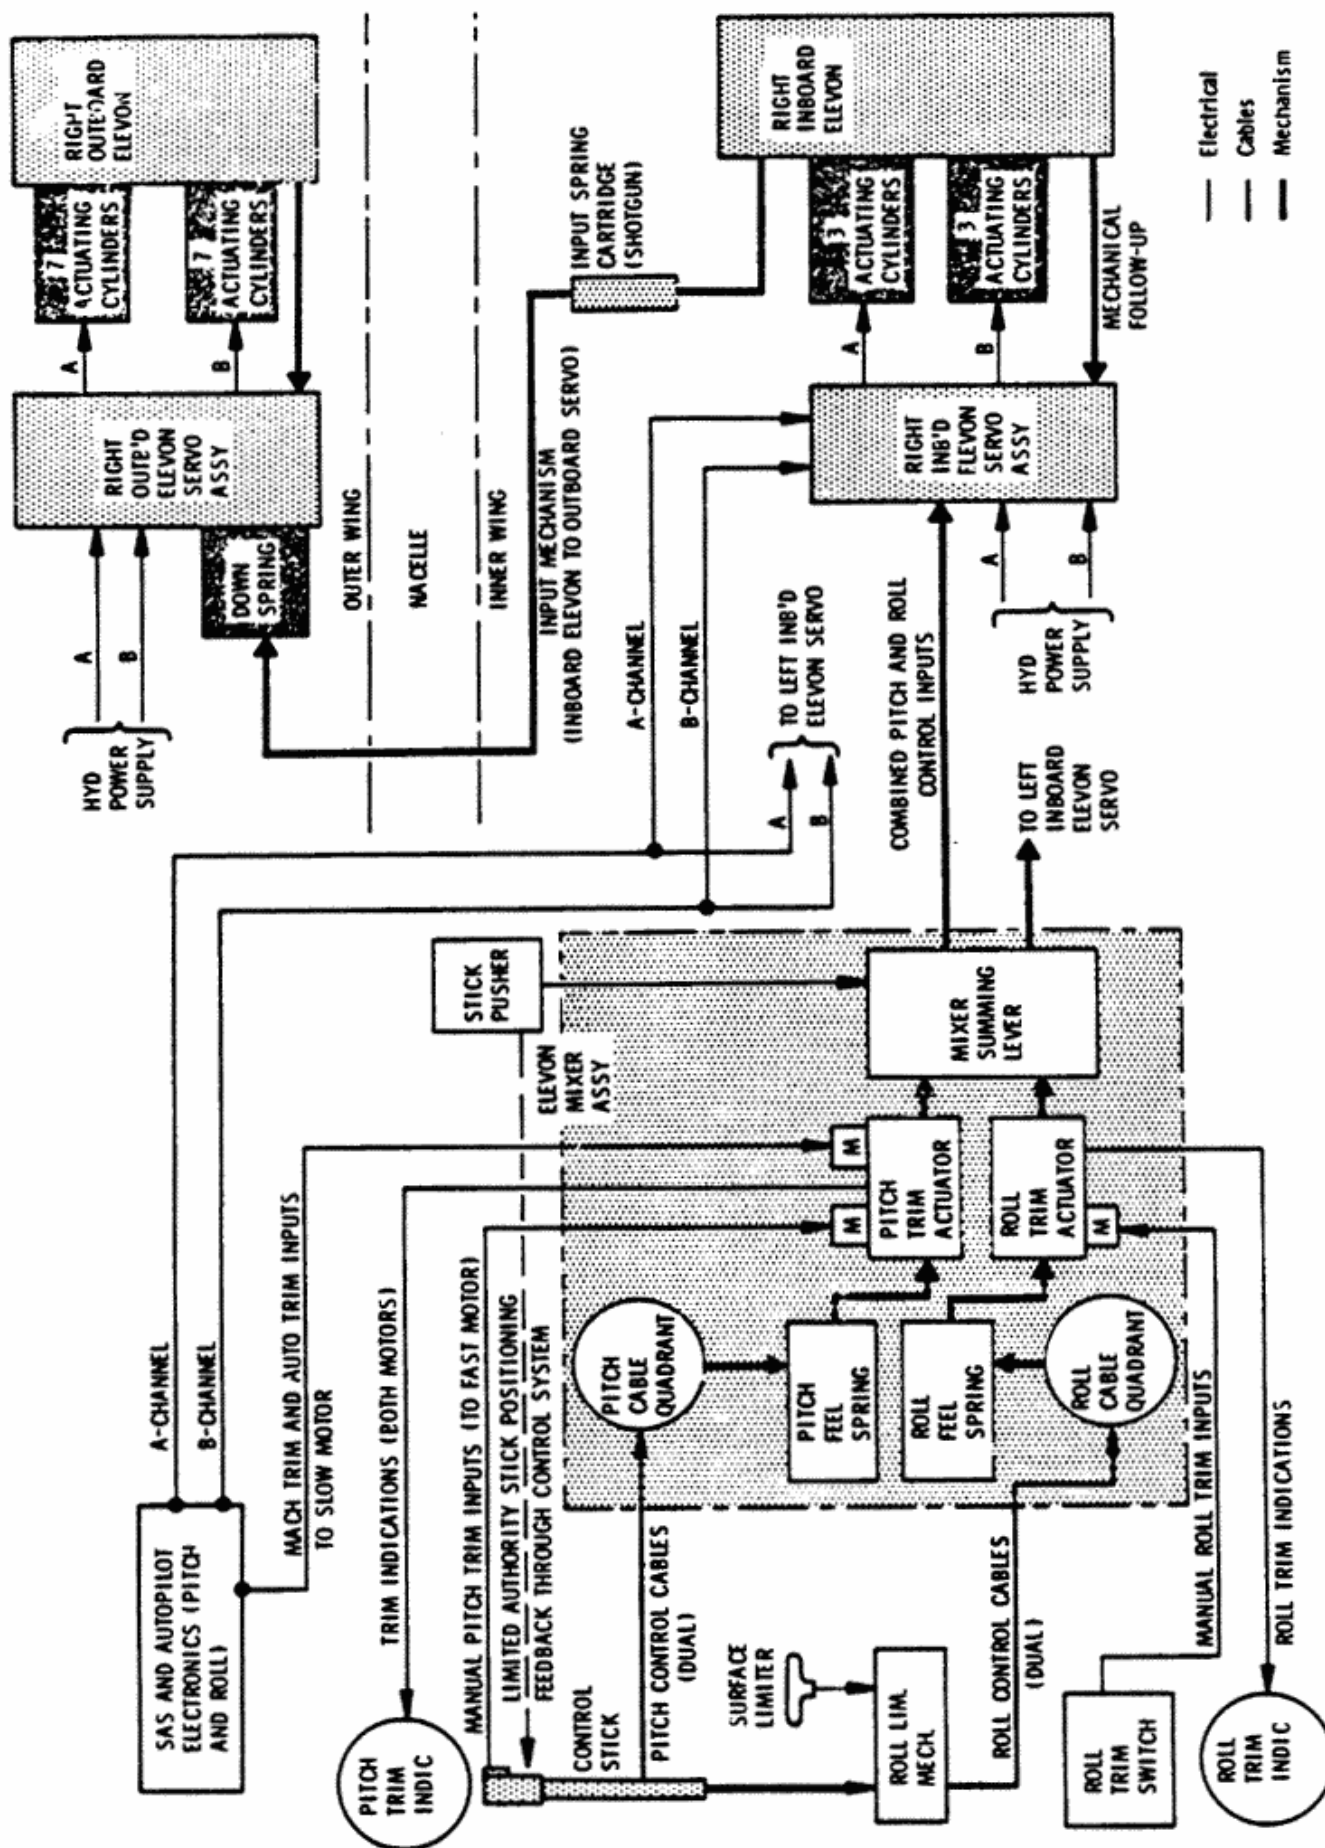 SAS AND AUTOPILOT
ELECTRONICS (PITCH
AND ROLL)
A-CHANNEL
B-CHANNEL
MACH TRIM AND AUTO TRIM INPUTS
TO SLOW MOTOR
PITCH
TRIM
INDIC
TRIM INDICATIONS (BOTH MOTORS)
MANUAL PITCH TRIM INPUTS (TO FAST MOTOR)
LIMITED AUTHORITY STICK POSITIONING
FEEDBACK THROUGH CONTROL SYSTEM
CONTROL
STICK
PITCH CONTROL CABLES
(DUAL)
SURFACE
LIMITER
ROLL LIM.
MECH.
ROLL CONTROL CABLES
(DUAL)
ROLL
TRIM
SWITCH
MANUAL ROLL TRIM INPUTS
ROLL
TRIM
INDIC
ROLL TRIM INDICATIONS
STICK
PUSHER
ELEVON
MIXER
ASSY
PITCH
CABLE
QUADRANT
PITCH
FEEL
SPRING
ROLL
FEEL
SPRING
ROLL
CABLE
QUADRANT
M
M
PITCH
TRIM
ACTUATOR
ROLL
TRIM
ACTUATOR
M
MIXER
SUMMING
LEVER
HYD
POWER
SUPPLY
A
B
DOWN
SPRING
RIGHT
OUTB'D
ELEVON
SERVO
ASSY
A
B
7
ACTUATING
CYLINDERS
7
ACTUATING
CYLINDERS
RIGHT
OUTBOARD
ELEVON
OUTER WING
NACELLE
INNER WING
INPUT MECHANISM
(INBOARD ELEVON TO OUTBOARD SERVO)
INPUT SPRING
CARTRIDGE
(SHOTGUN)
A-CHANNEL
B-CHANNEL
A
B
TO LEFT INB'D
ELEVON SERVO
COMBINED PITCH AND ROLL
CONTROL INPUTS
TO LEFT
INBOARD
ELEVON
SERVO
HYD
POWER
SUPPLY
A
B
RIGHT
INB'D
ELEVON
SERVO
ASSY
A
B
3
ACTUATING
CYLINDERS
3
ACTUATING
CYLINDERS
RIGHT
INBOARD
ELEVON
MECHANICAL
FOLLOW-UP
Electrical
Cables
Mechanism